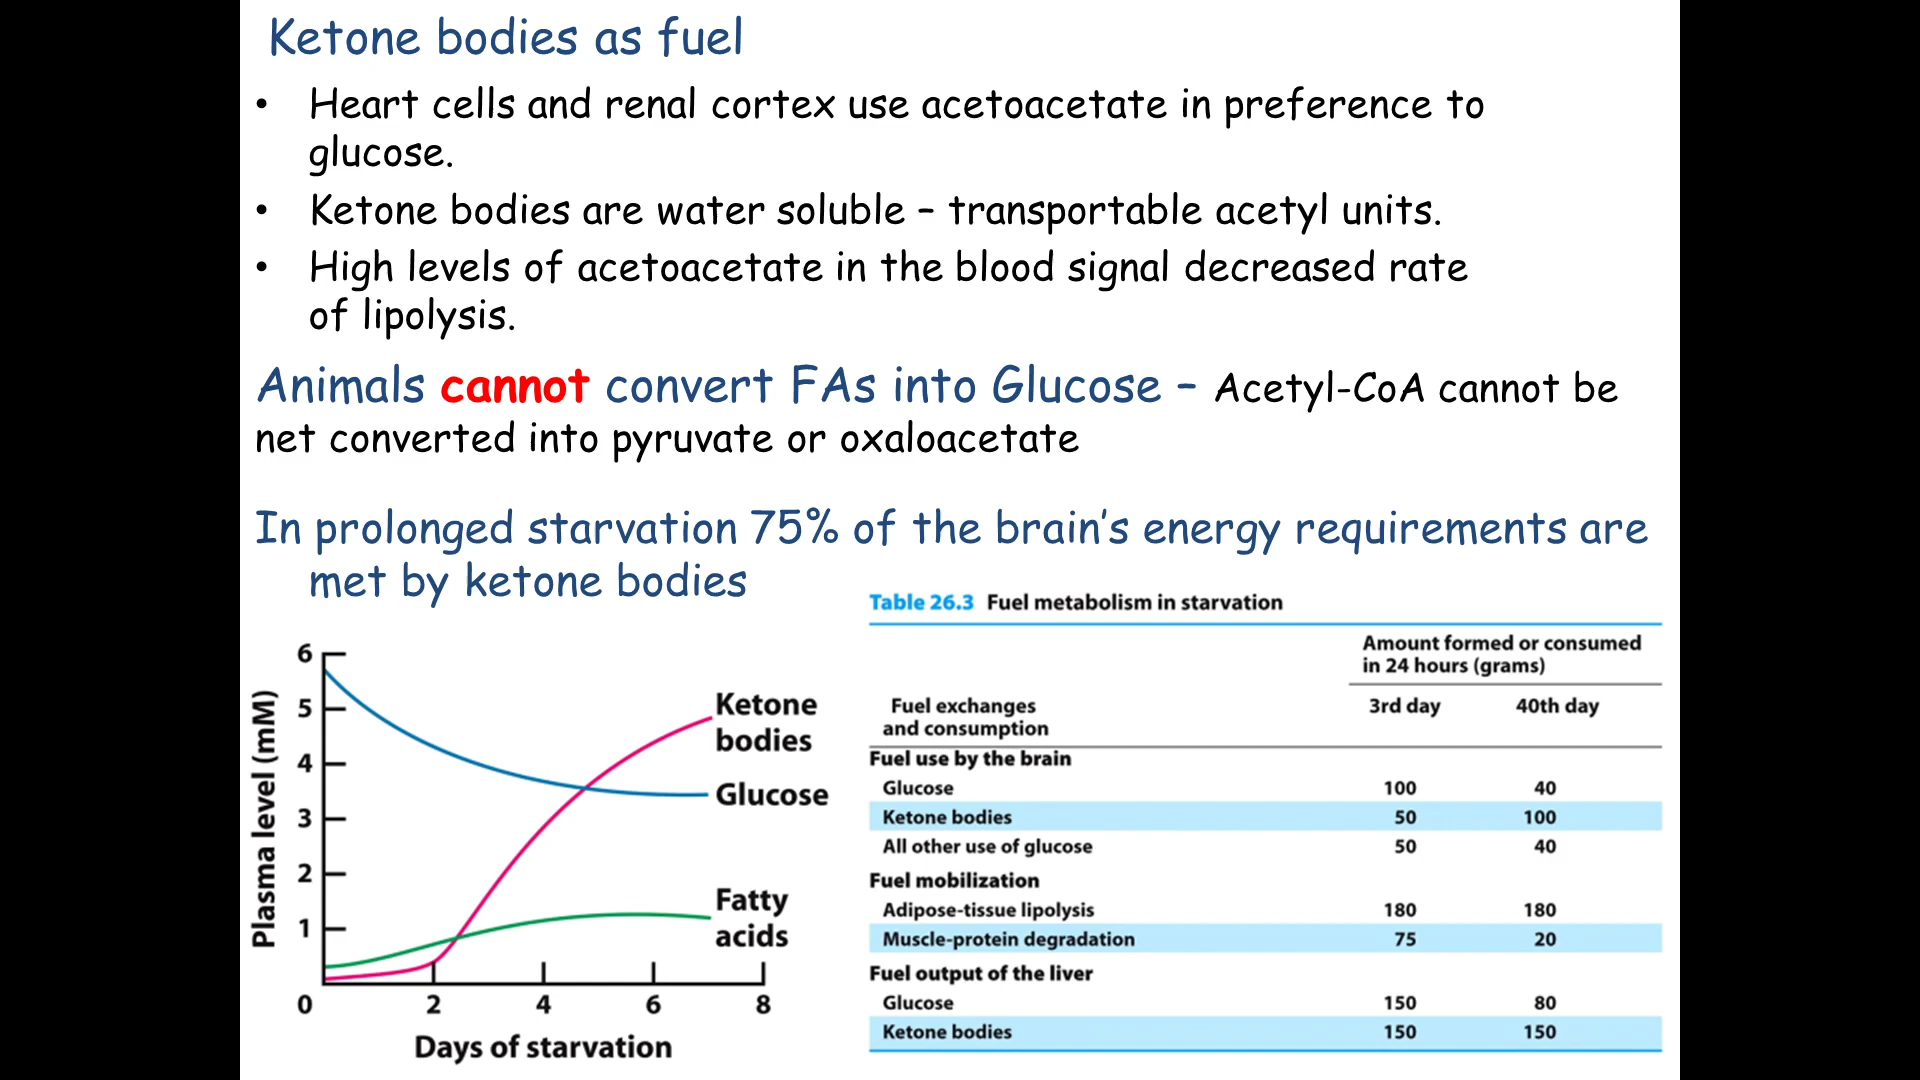 Ketone bodies as fuel
• Heart cells and renal cortex use acetoacetate in preference to
glucose.
• Ketone bodies are water soluble – transportable acetyl units.
• High levels of acetoacetate in the blood signal decreased rate
of lipolysis.
Animals cannot convert FAs into Glucose – Acetyl-CoA cannot be
net converted into pyruvate or oxaloacetate
In prolonged starvation 75% of the brain's energy requirements are
met by ketone bodies
Plasma level (mM)
6
5
4
3
2
1
0 2 4 6 8
Days of starvation
Ketone
bodies
Glucose
Fatty
acids
Table 26.3 Fuel metabolism in starvation
Amount formed or consumed
in 24 hours (grams)
Fuel exchanges
and consumption
3rd day 40th day
Fuel use by the brain
Glucose 100 40
Ketone bodies 50 100
All other use of glucose 50 40
Fuel mobilization
Adipose-tissue lipolysis 180 180
Muscle-protein degradation 75 20
Fuel output of the liver
Glucose 150 80
Ketone bodies 150 150